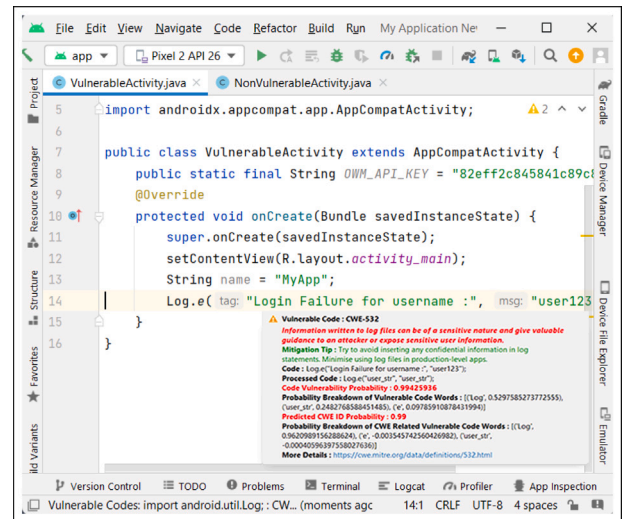 File Edit View Navigate Code Refactor Build Run My Application Ne
app Pixel 2 API 26
VulnerableActivity.java NonVulnerableActivity.java
Project
Resource Manager
Structure
Favorites
ild Variants
5 import androidx.appcompat.app.AppCompatActivity; 2
6
7 public class VulnerableActivity extends AppCompatActivity {
8 public static final String OWM_API_KEY = "82eff2c845841c89c8
9 @Override
10 protected void onCreate(Bundle savedInstanceState) {
11 super.onCreate(savedInstanceState);
12 setContentView(R.layout.activity_main);
13 String name = "MyApp";
14 Log.e( tag: "Login Failure for username :", msg: "user123
15 }
16 }
Vulnerable Code : CWE-532
Information written to log files can be of a sensitive nature and give valuable
guidance to an attacker or expose sensitive user information.
Mitigation Tip : Try to avoid inserting any confidential information in log
statements. Minimise using log files in production-level apps.
Code : Log.e("Login Failure for username :", "user123");
Processed Code : Log.e("user_str", "user_str");
Code Vulnerability Probability : 0.99425936
Probability Breakdown of Vulnerable Code Words : [('Log', 0.5297585273772555),
('user_str', 0.2482768588451485), ('e', 0.09785910878431994)]
Predicted CWE ID Probability : 0.99
Probability Breakdown of CWE Related Vulnerable Code Words : [('Log',
0.9620989156288624), ('e', -0.003545742560426982), ('user_str',
-0.00040596397558027636)]
More Details : https://cwe.mitre.org/data/definitions/532.html
Gradle
Device Manager
Device File Explorer
Emulator
Version Control TODO Problems Terminal Logcat Profiler App Inspection
Vulnerable Codes: import android.util.Log; : CW... (moments agc 14:1 CRLF UTF-8 4 spaces